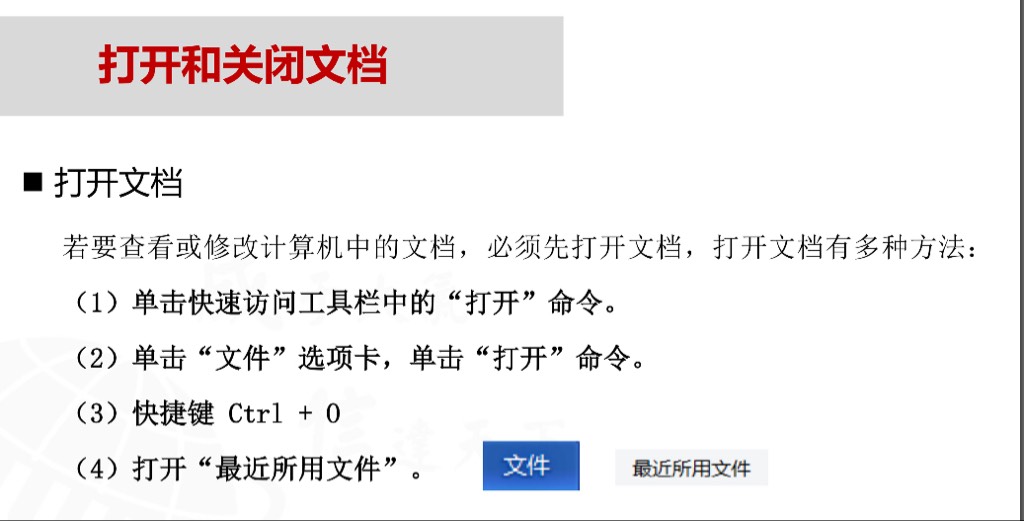 打开和关闭文档
■ 打开文档
若要查看或修改计算机中的文档，必须先打开文档，打开文档有多种方法：
（1）单击快速访问工具栏中的“打开”命令。
（2）单击“文件”选项卡，单击“打开”命令。
（3）快捷键 Ctrl + O
（4）打开“最近所用文件”。
文件
最近所用文件